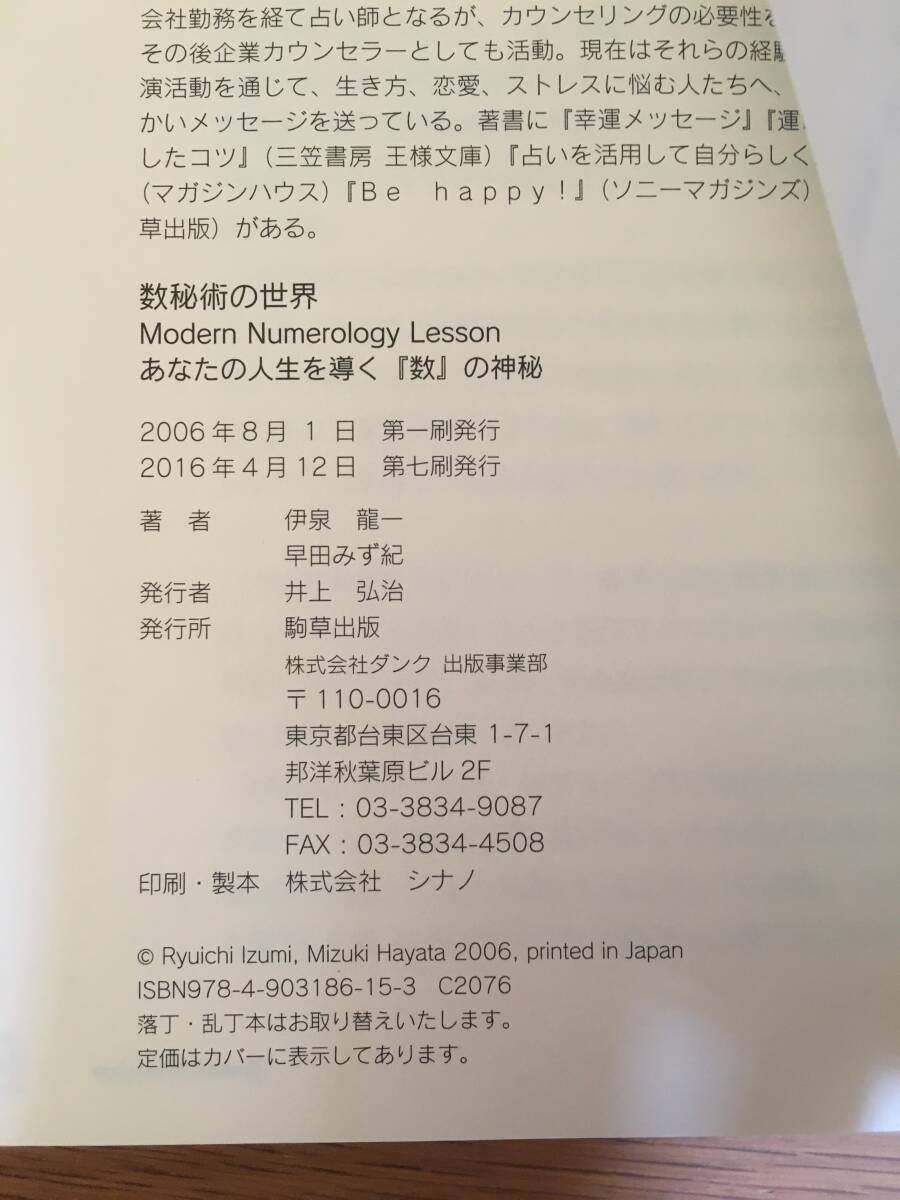 会社勤務を経て占い師となるが、カウンセリングの必要性を
その後企業カウンセラーとしても活動。現在はそれらの経験
演活動を通じて、生き方、恋愛、ストレスに悩む人たちへ、
かいメッセージを送っている。著書に『幸運メッセージ』『運
したコツ』(三笠書房 王様文庫)『占いを活用して自分らしく
(マガジンハウス)『Be happy!』(ソニーマガジンズ)
草出版)がある。
数秘術の世界
Modern Numerology Lesson
あなたの人生を導く『数』の神秘
2006年8月 1 日 第一刷発行
2016年4月12日 第七刷発行
著 者 伊泉 龍一
早田みず紀
発行者 井上 弘治
発行所 駒草出版
株式会社ダンク 出版事業部
〒110-0016
東京都台東区台東 1-7-1
邦洋秋葉原ビル2F
TEL : 03-3834-9087
FAX : 03-3834-4508
印刷・製本 株式会社 シナノ
© Ryuichi Izumi, Mizuki Hayata 2006, printed in Japan
ISBN978-4-903186-15-3 C2076
落丁・乱丁本はお取り替えいたします。
定価はカバーに表示してあります。